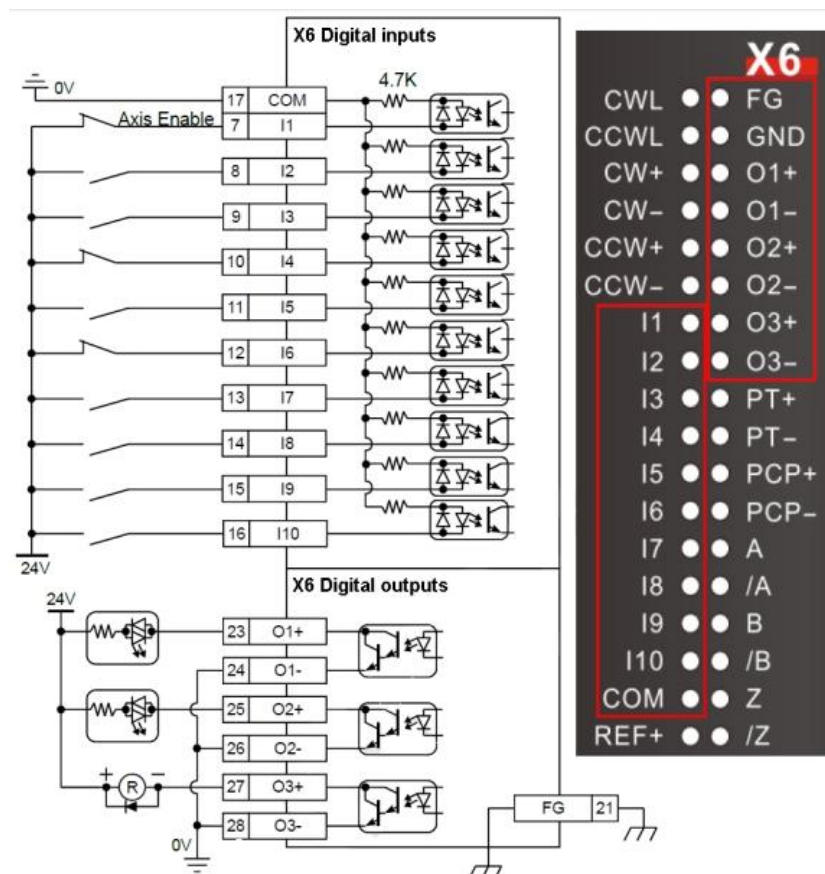 X6 Digital inputs
0V
17 COM
4.7K
Axis Enable
7 I1
8 I2
9 I3
10 I4
11 I5
12 I6
13 I7
14 I8
15 I9
16 I10
24V
X6 Digital outputs
24V
23 O1+
24 O1-
25 O2+
26 O2-
+ R −
27 O3+
28 O3-
0V
FG 21
X6
CWL FG
CCWL GND
CW+ O1+
CW− O1−
CCW+ O2+
CCW− O2−
I1 O3+
I2 O3−
I3 PT+
I4 PT−
I5 PCP+
I6 PCP−
I7 A
I8 /A
I9 B
I10 /B
COM Z
REF+ /Z